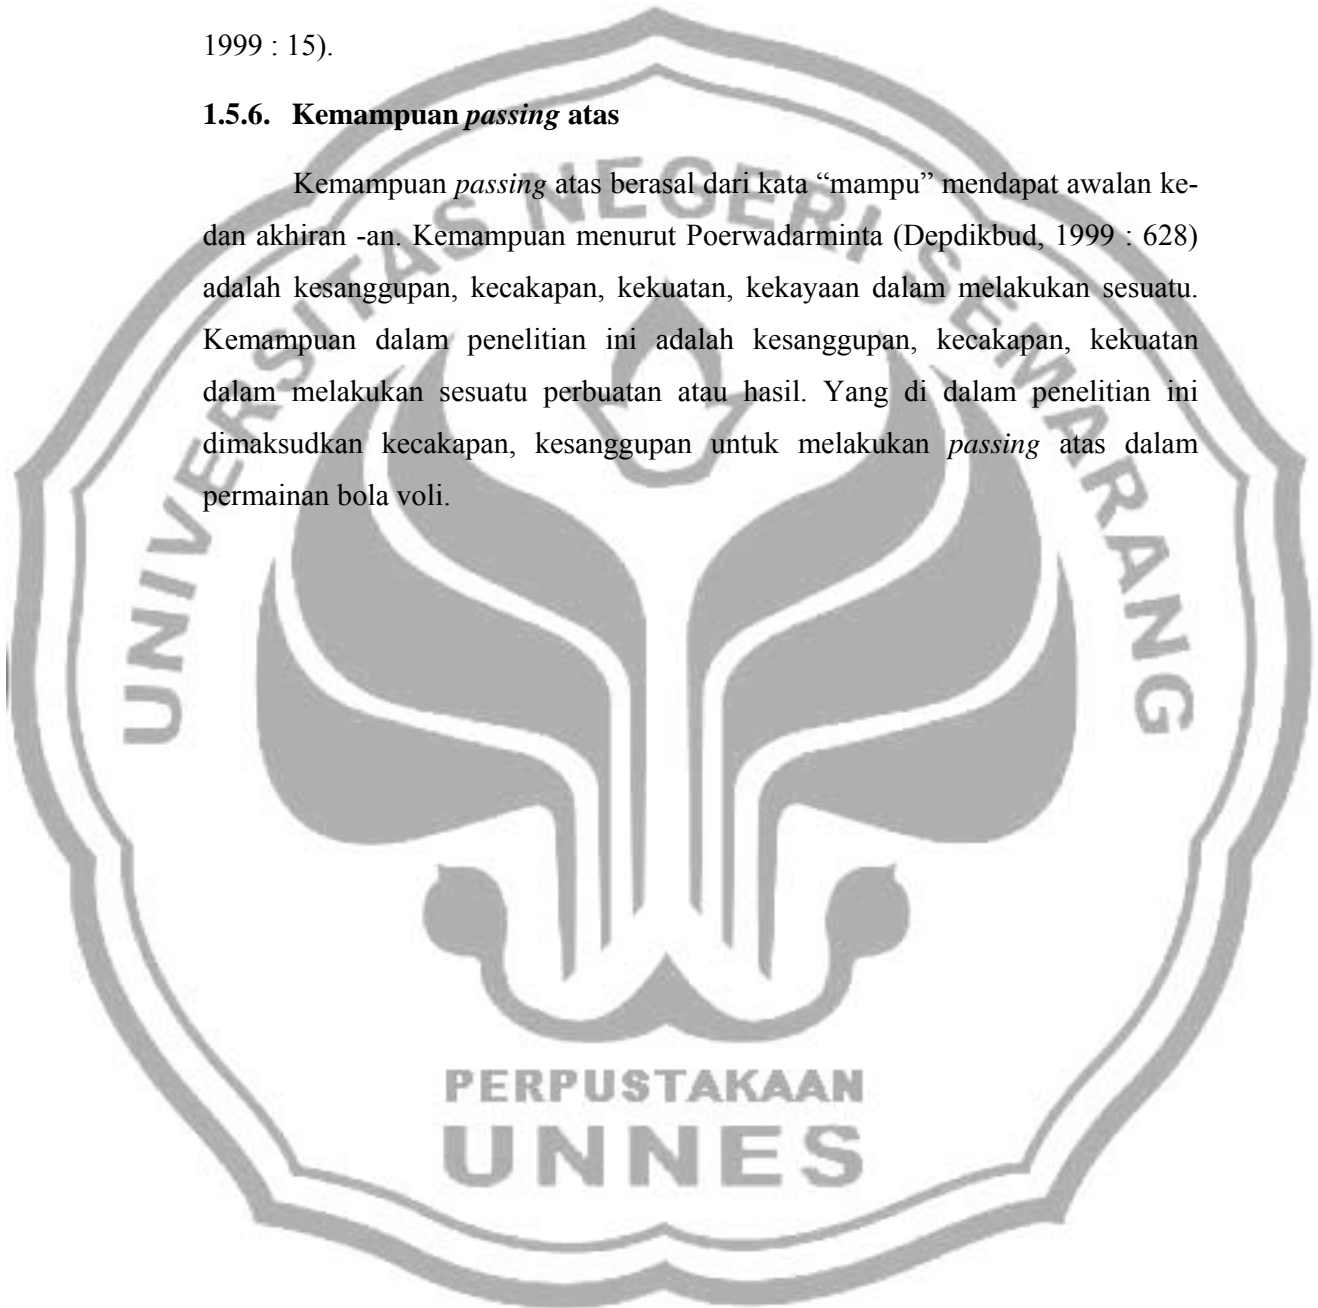 1999 : 15).
1.5.6. Kemampuan passing atas
Kemampuan passing atas berasal dari kata “mampu” mendapat awalan ke-
dan akhiran -an. Kemampuan menurut Poerwadarminta (Depdikbud, 1999 : 628)
adalah kesanggupan, kecakapan, kekuatan, kekayaan dalam melakukan sesuatu.
Kemampuan dalam penelitian ini adalah kesanggupan, kecakapan, kekuatan
dalam melakukan sesuatu perbuatan atau hasil. Yang di dalam penelitian ini
dimaksudkan kecakapan, kesanggupan untuk melakukan passing atas dalam
permainan bola voli.
UNIVERSITAS NEGERI SEMARANG
PERPUSTAKAAN
UNNES